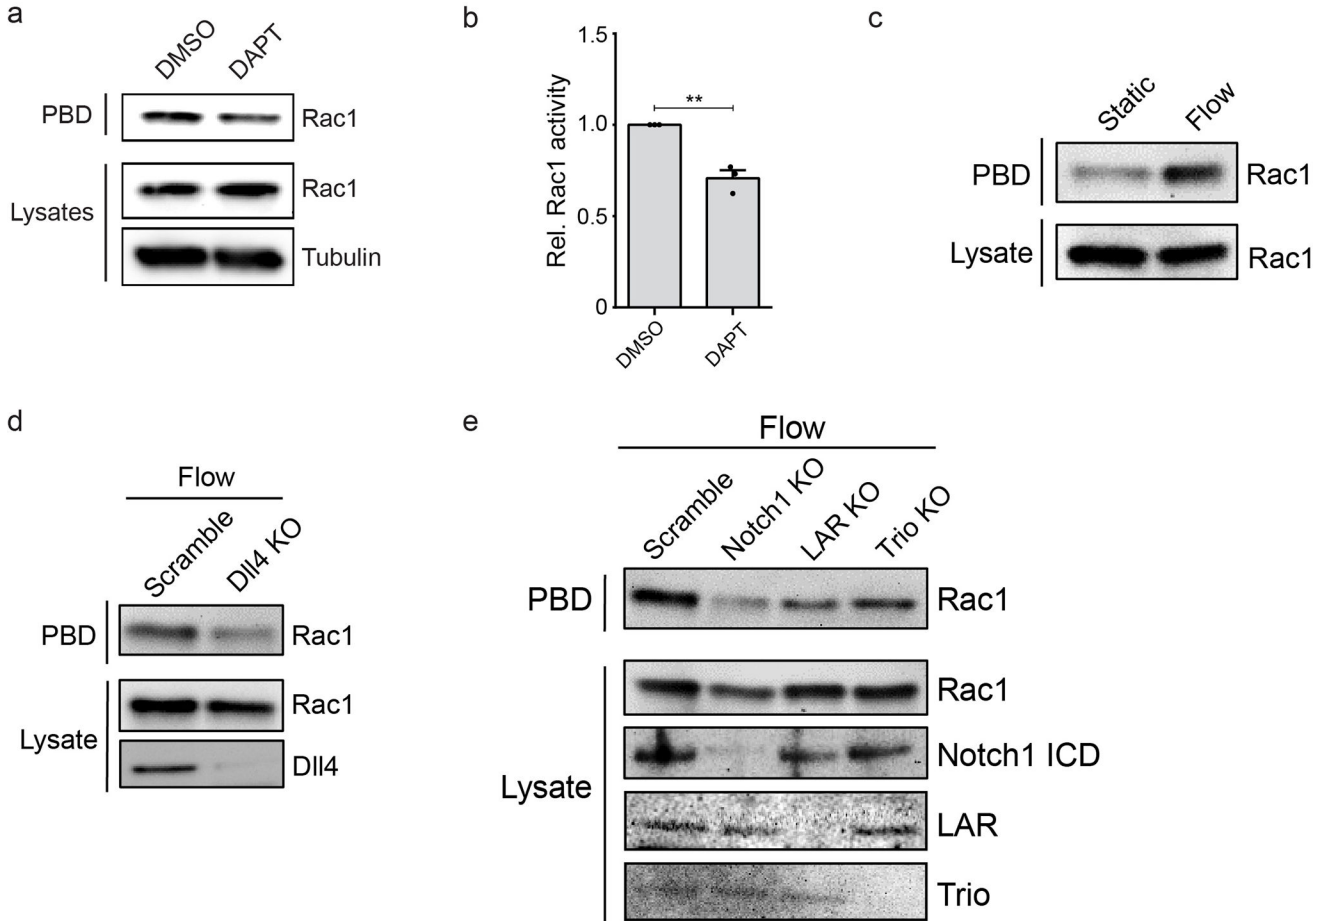 a
DMSO
DAPT
PBD
Rac1
Lysates
Rac1
Tubulin
b
Rel. Rac1 activity
1.5
1.0
0.5
0
**
DMSO
DAPT
c
Static
Flow
PBD
Rac1
Lysate
Rac1
d
Flow
Scramble
Dll4 KO
PBD
Rac1
Lysate
Rac1
Dll4
e
Flow
Scramble
Notch1 KO
LAR KO
Trio KO
PBD
Rac1
Lysate
Rac1
Notch1 ICD
LAR
Trio